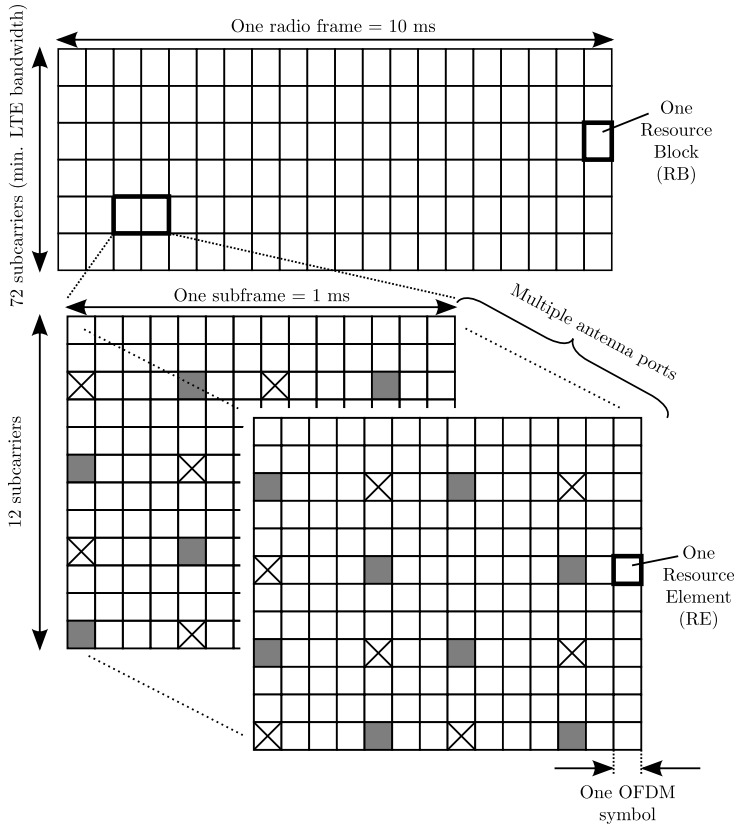 One radio frame = 10 ms
72 subcarriers (min. LTE bandwidth)
One
Resource
Block
(RB)
One subframe = 1 ms
Multiple antenna ports
12 subcarriers
One
Resource
Element
(RE)
One OFDM
symbol